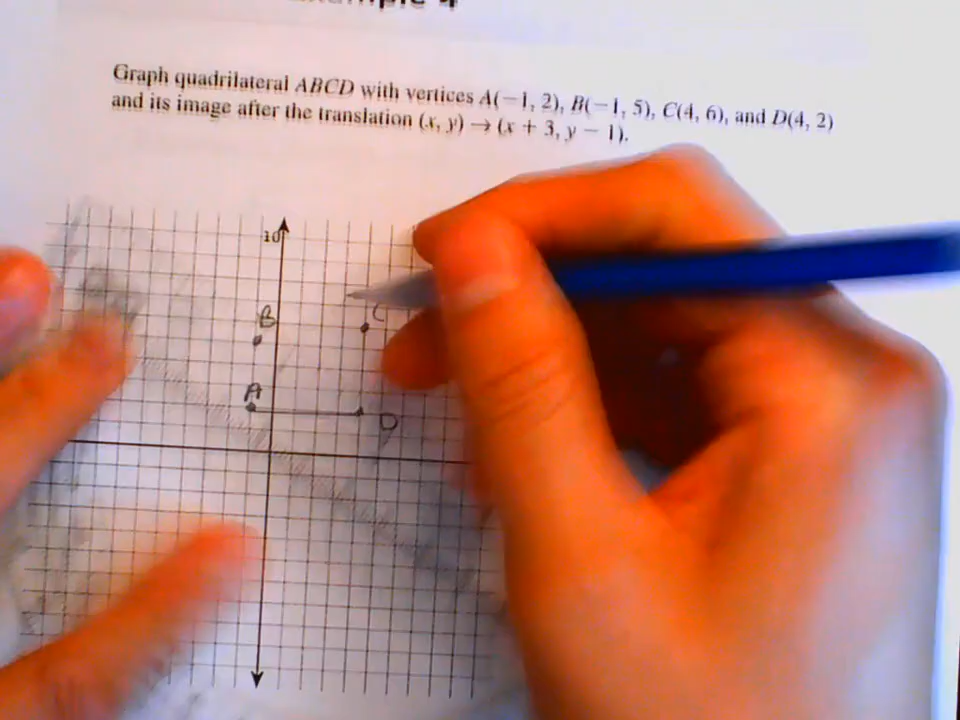 Graph quadrilateral ABCD with vertices A(−1, 2), B(−1, 5), C(4, 6), and D(4, 2)
and its image after the translation (x, y) → (x + 3, y − 1).
10
B
C
A
D